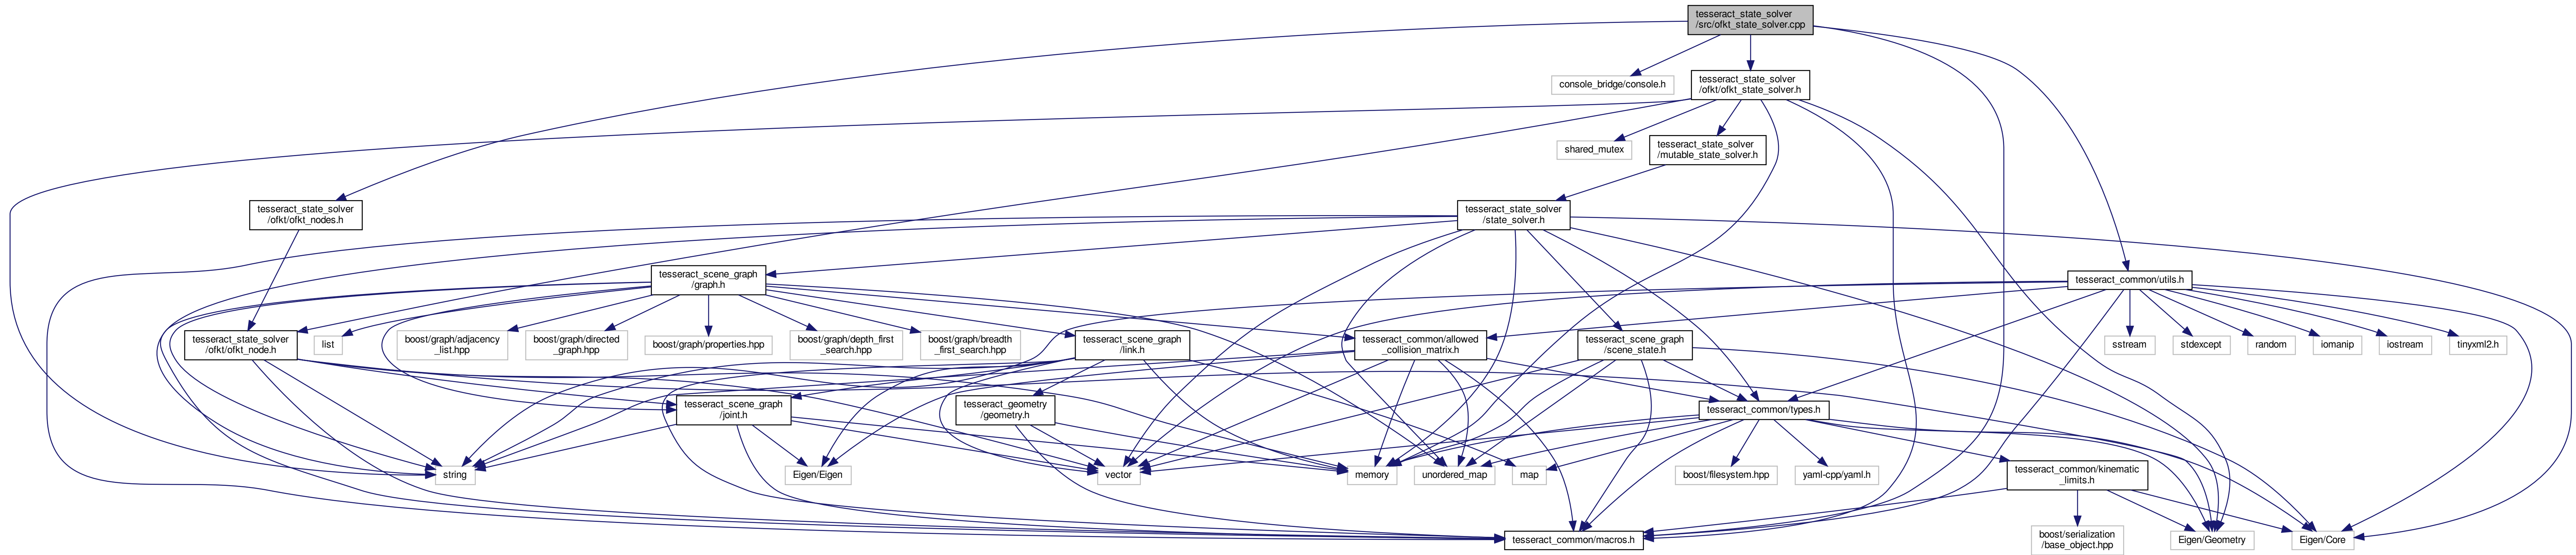 tesseract_state_solver
/src/ofkt_state_solver.cpp
console_bridge/console.h
tesseract_state_solver
/ofkt/ofkt_state_solver.h
shared_mutex
tesseract_state_solver
/mutable_state_solver.h
tesseract_state_solver
/ofkt/ofkt_nodes.h
tesseract_state_solver
/state_solver.h
tesseract_scene_graph
/graph.h
tesseract_common/utils.h
tesseract_state_solver
/ofkt/ofkt_node.h
list
boost/graph/adjacency
_list.hpp
boost/graph/directed
_graph.hpp
boost/graph/properties.hpp
boost/graph/depth_first
_search.hpp
boost/graph/breadth
_first_search.hpp
tesseract_scene_graph
/link.h
tesseract_common/allowed
_collision_matrix.h
tesseract_scene_graph
/scene_state.h
sstream
stdexcept
random
iomanip
iostream
tinyxml2.h
tesseract_scene_graph
/joint.h
tesseract_geometry
/geometry.h
tesseract_common/types.h
string
Eigen/Eigen
vector
memory
unordered_map
map
boost/filesystem.hpp
yaml-cpp/yaml.h
tesseract_common/kinematic
_limits.h
tesseract_common/macros.h
boost/serialization
/base_object.hpp
Eigen/Geometry
Eigen/Core